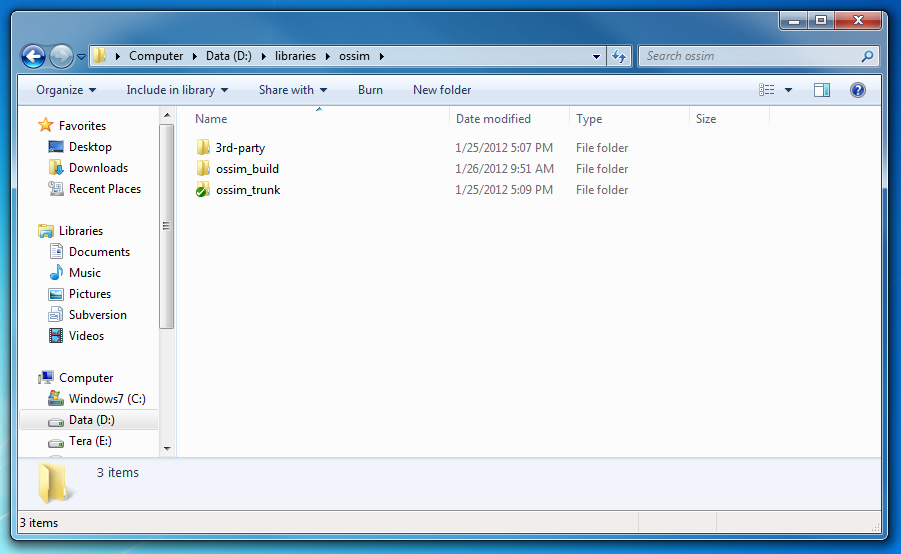 Computer Data (D:) libraries ossim Search ossim
Organize Include in library Share with Burn New folder
Favorites
Desktop
Downloads
Recent Places
Libraries
Documents
Music
Pictures
Subversion
Videos
Computer
Windows7 (C:)
Data (D:)
Tera (E:)
Name Date modified Type Size
3rd-party 1/25/2012 5:07 PM File folder
ossim_build 1/26/2012 9:51 AM File folder
ossim_trunk 1/25/2012 5:09 PM File folder
3 items
3 items